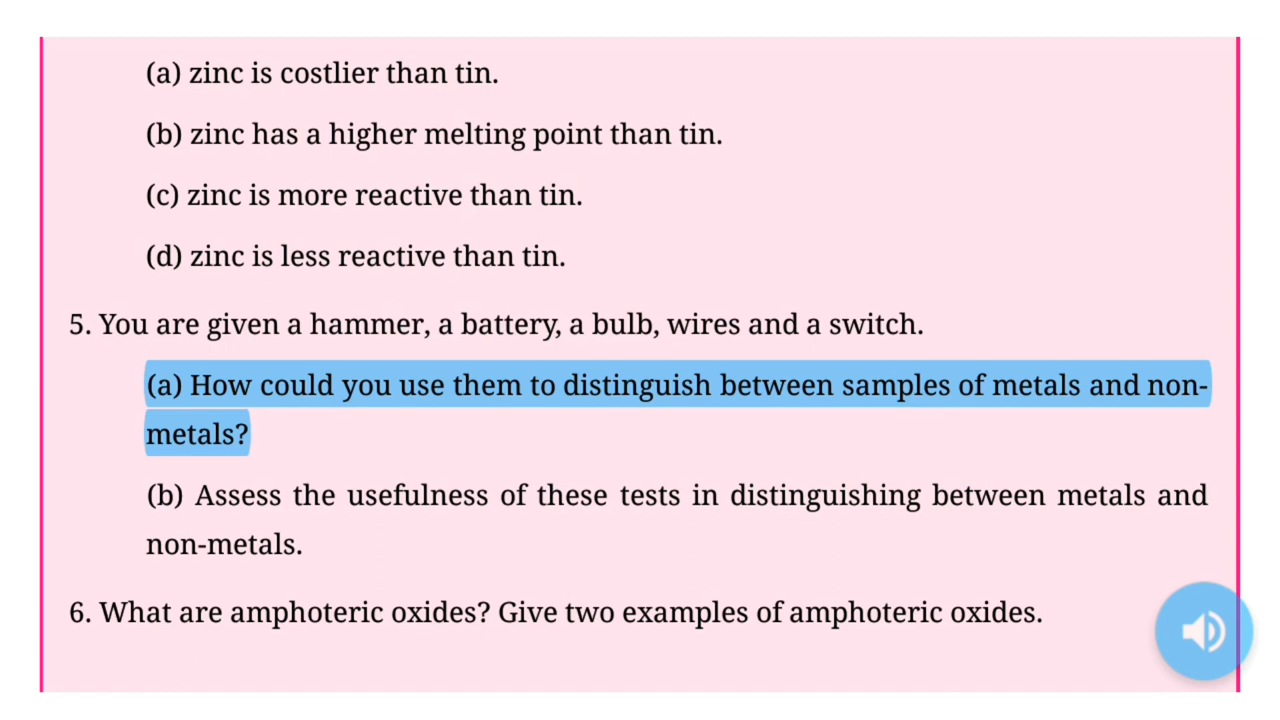 (a) zinc is costlier than tin.
(b) zinc has a higher melting point than tin.
(c) zinc is more reactive than tin.
(d) zinc is less reactive than tin.
5. You are given a hammer, a battery, a bulb, wires and a switch.
(a) How could you use them to distinguish between samples of metals and non-
metals?
(b) Assess the usefulness of these tests in distinguishing between metals and
non-metals.
6. What are amphoteric oxides? Give two examples of amphoteric oxides.